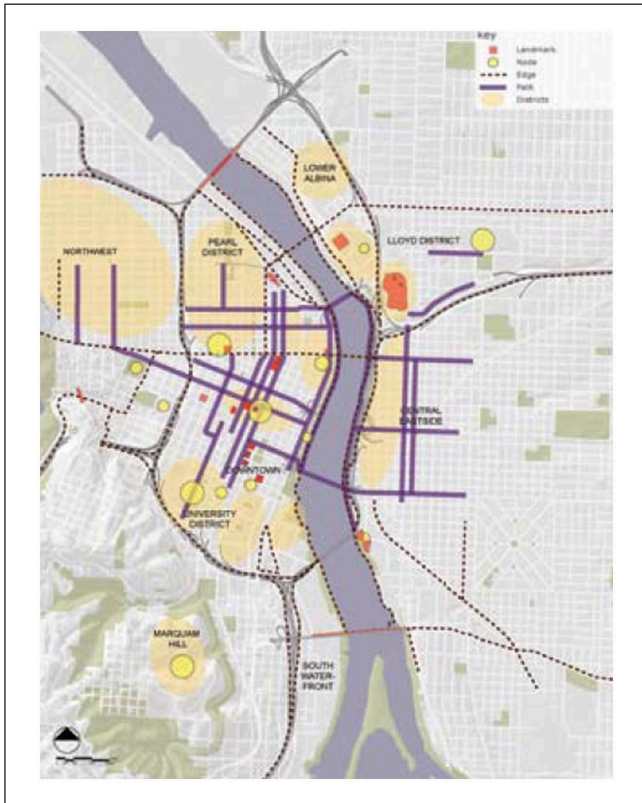 key
Landmark
Node
Edge
Path
Districts
LOWER
ALBINA
NORTHWEST
PEARL
DISTRICT
LLOYD DISTRICT
CENTRAL
EASTSIDE
DOWNTOWN
UNIVERSITY
DISTRICT
MARQUAM
HILL
SOUTH
WATER-
FRONT